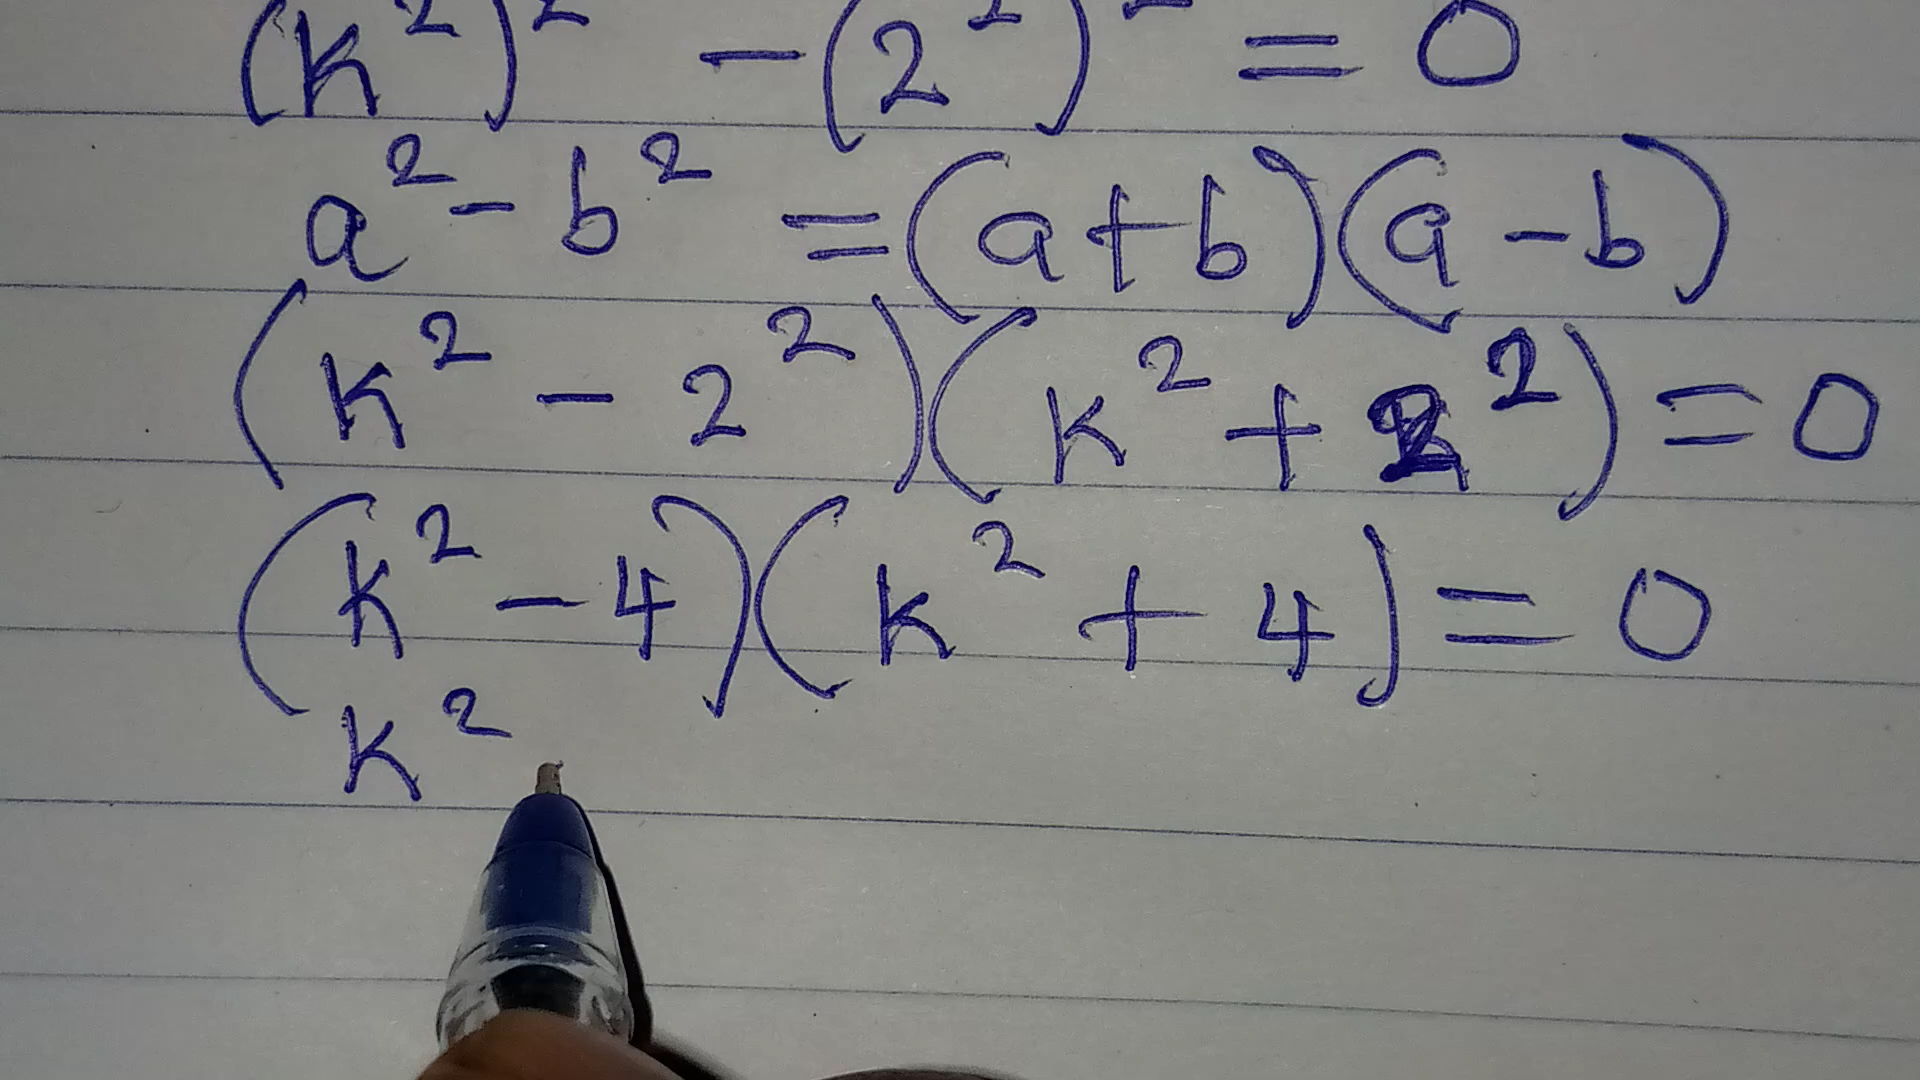 (k²)² - (2²)² = 0
a² - b² = (a+b)(a-b)
(k² - 2²)(k² + 2²) = 0
(k² - 4)(k² + 4) = 0
k²